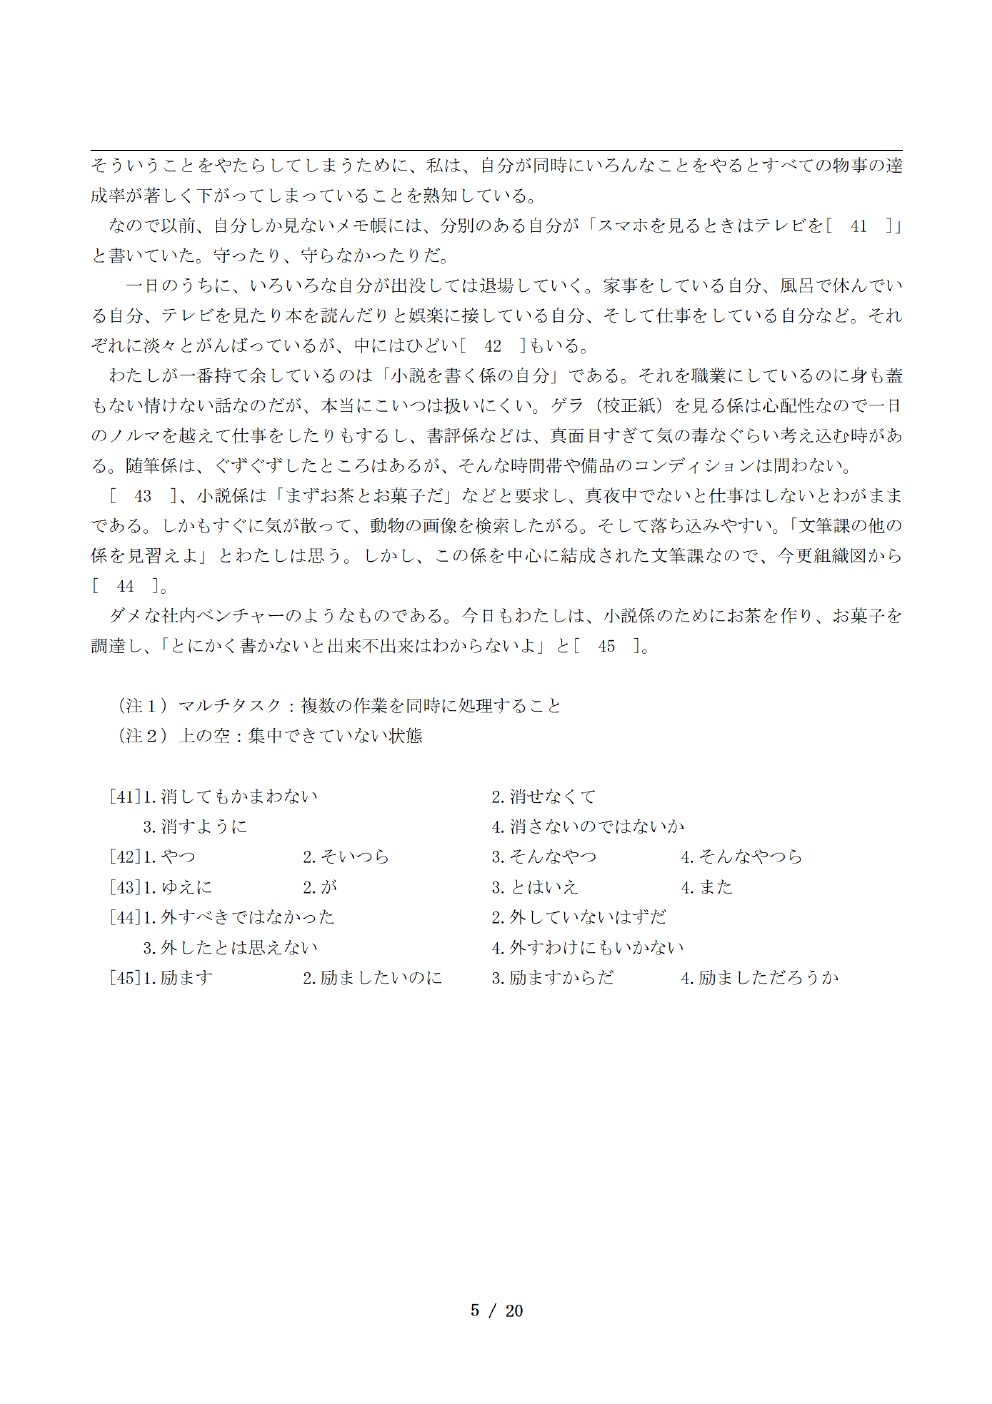 そういうことをやたらしてしまうために、私は、自分が同時にいろんなことをやるとすべての物事の達
成率が著しく下がってしまっていることを熟知している。
なので以前、自分しか見ないメモ帳には、分別のある自分が「スマホを見るときはテレビを[ 41 ]」
と書いていた。守ったり、守らなかったりだ。
一日のうちに、いろいろな自分が出没しては退場していく。家事をしている自分、風呂で休んでい
る自分、テレビを見たり本を読んだりと娯楽に接している自分、そして仕事をしている自分など。それ
ぞれに淡々とがんばっているが、中にはひどい[ 42 ]もいる。
わたしが一番持て余しているのは「小説を書く係の自分」である。それを職業にしているのに身も蓋
もない情けない話なのだが、本当にこいつは扱いにくい。ゲラ（校正紙）を見る係は心配性なので一日
のノルマを越えて仕事をしたりもするし、書評係などは、真面目すぎて気の毒なぐらい考え込む時があ
る。随筆係は、ぐずぐずしたところはあるが、そんな時間帯や備品のコンディションは問わない。
[ 43 ]、小説係は「まずお茶とお菓子だ」などと要求し、真夜中でないと仕事はしないとわがまま
である。しかもすぐに気が散って、動物の画像を検索したがる。そして落ち込みやすい。「文筆課の他の
係を見習えよ」とわたしは思う。しかし、この係を中心に結成された文筆課なので、今更組織図から
[ 44 ]。
ダメな社内ベンチャーのようなものである。今日もわたしは、小説係のためにお茶を作り、お菓子を
調達し、「とにかく書かないと出来不出来はわからないよ」と[ 45 ]。
（注１）マルチタスク：複数の作業を同時に処理すること
（注２）上の空：集中できていない状態
[41]1.消してもかまわない 2.消せなくて
3.消すように 4.消さないのではないか
[42]1.やつ 2.そいつら 3.そんなやつ 4.そんなやつら
[43]1.ゆえに 2.が 3.とはいえ 4.また
[44]1.外すべきではなかった 2.外していないはずだ
3.外したとは思えない 4.外すわけにもいかない
[45]1.励ます 2.励ましたいのに 3.励ますからだ 4.励ましただろうか
5 / 20